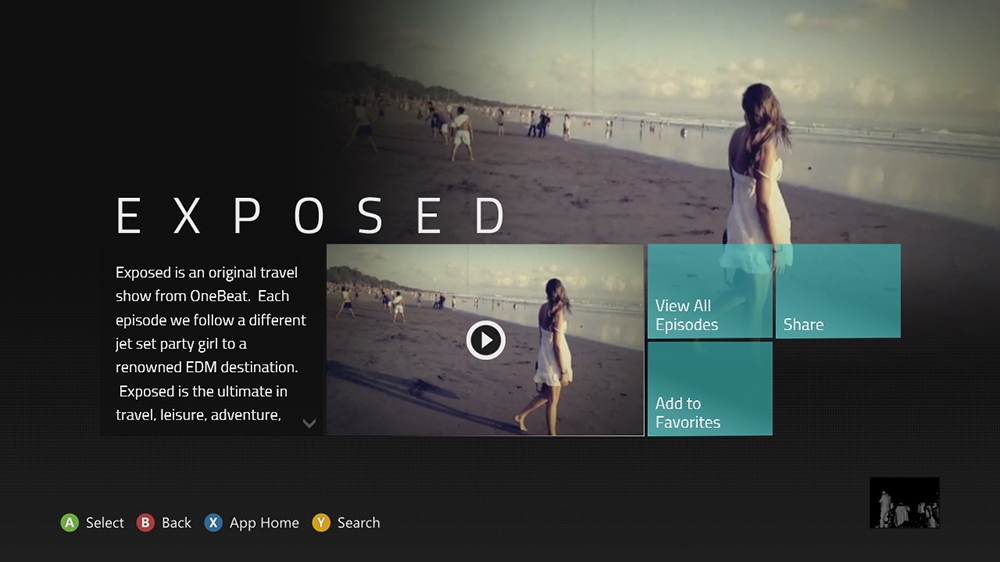 E X P O S E D
Exposed is an original travel
show from OneBeat. Each
episode we follow a different
jet set party girl to a
renowned EDM destination.
Exposed is the ultimate in
travel, leisure, adventure,
View All
Episodes
Share
Add to
Favorites
A Select B Back X App Home Y Search